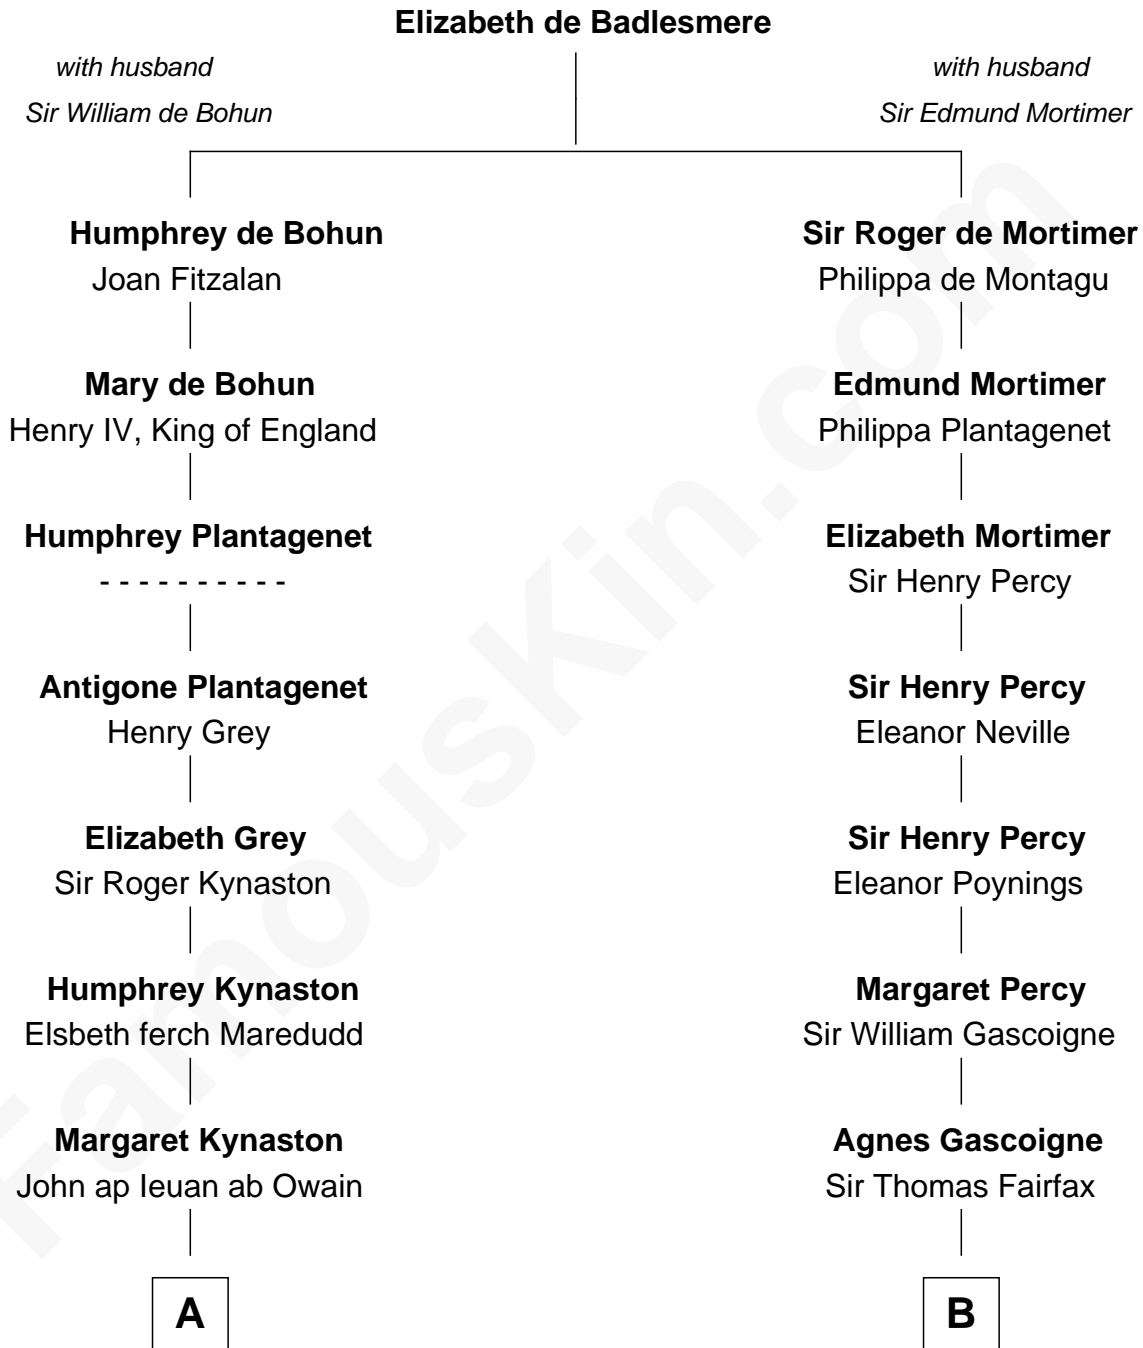 Elizabeth de Badlesmere
with husband
Sir William de Bohun
with husband
Sir Edmund Mortimer
Humphrey de Bohun
Joan Fitzalan
Sir Roger de Mortimer
Philippa de Montagu
Mary de Bohun
Henry IV, King of England
Edmund Mortimer
Philippa Plantagenet
Humphrey Plantagenet
- - - - - - - - - -
Elizabeth Mortimer
Sir Henry Percy
Antigone Plantagenet
Henry Grey
Sir Henry Percy
Eleanor Neville
Elizabeth Grey
Sir Roger Kynaston
Sir Henry Percy
Eleanor Poynings
Humphrey Kynaston
Elsbeth ferch Maredudd
Margaret Percy
Sir William Gascoigne
Margaret Kynaston
John ap Ieuan ab Owain
Agnes Gascoigne
Sir Thomas Fairfax
A
B
FamousKin.com